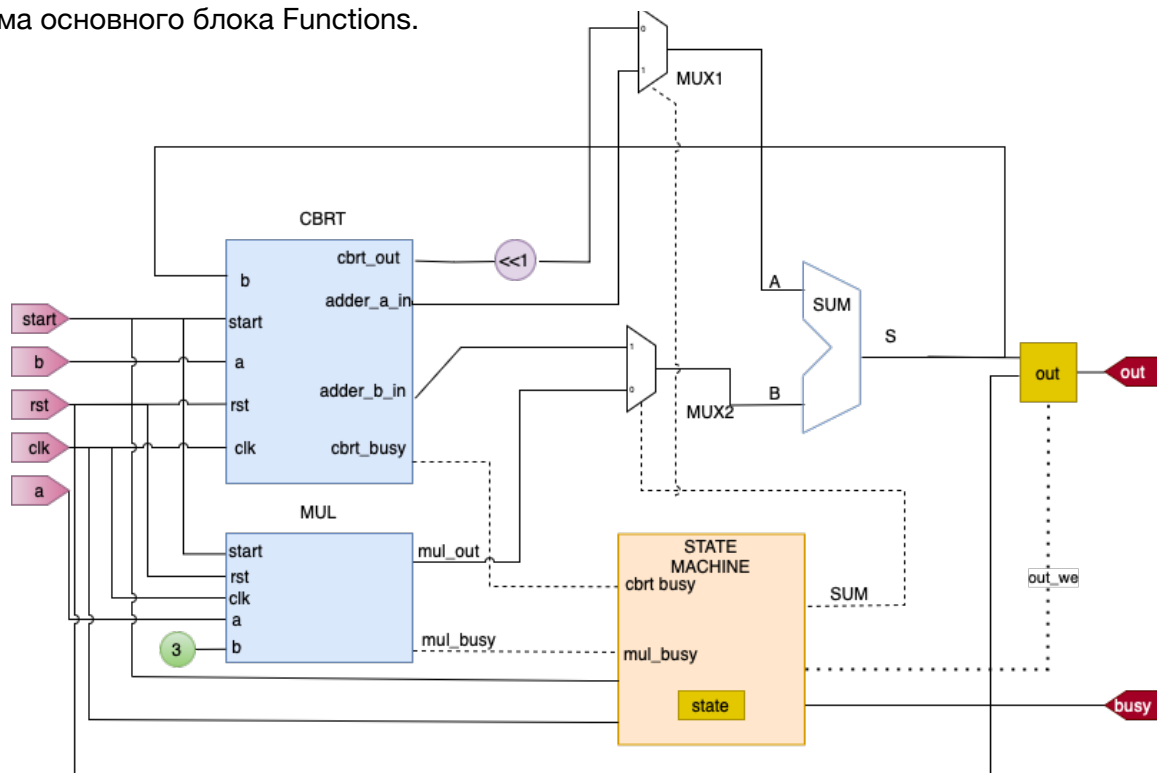 ма основного блока Functions.
0
1
MUX1
CBRT
cbrt_out
<<1
b
adder_a_in
start
start
b
a
adder_b_in
rst
rst
clk
clk
cbrt_busy
a
A
SUM
S
1
0
MUX2
B
out
out
MUL
start
mul_out
rst
clk
a
3
b
mul_busy
STATE
MACHINE
cbrt busy
SUM
mul_busy
state
out_we
busy